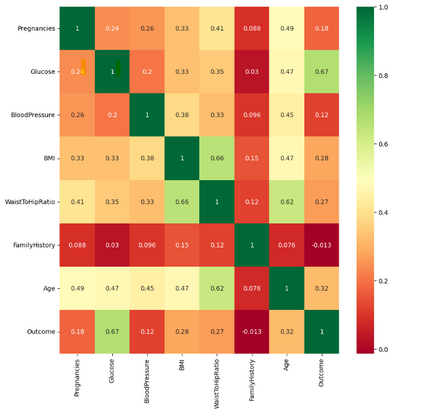 Pregnancies 1 0.24 0.26 0.33 0.41 0.088 0.49 0.18
Glucose 0.24 1 0.2 0.33 0.35 0.03 0.47 0.67
BloodPressure 0.26 0.2 1 0.38 0.33 0.096 0.45 0.12
BMI 0.33 0.33 0.38 1 0.66 0.15 0.47 0.28
WaistToHipRatio 0.41 0.35 0.33 0.66 1 0.12 0.62 0.27
FamilyHistory 0.088 0.03 0.096 0.15 0.12 1 0.076 -0.013
Age 0.49 0.47 0.45 0.47 0.62 0.076 1 0.32
Outcome 0.18 0.67 0.12 0.28 0.27 -0.013 0.32 1
Pregnancies
Glucose
BloodPressure
BMI
WaistToHipRatio
FamilyHistory
Age
Outcome
1.0
0.8
0.6
0.4
0.2
0.0